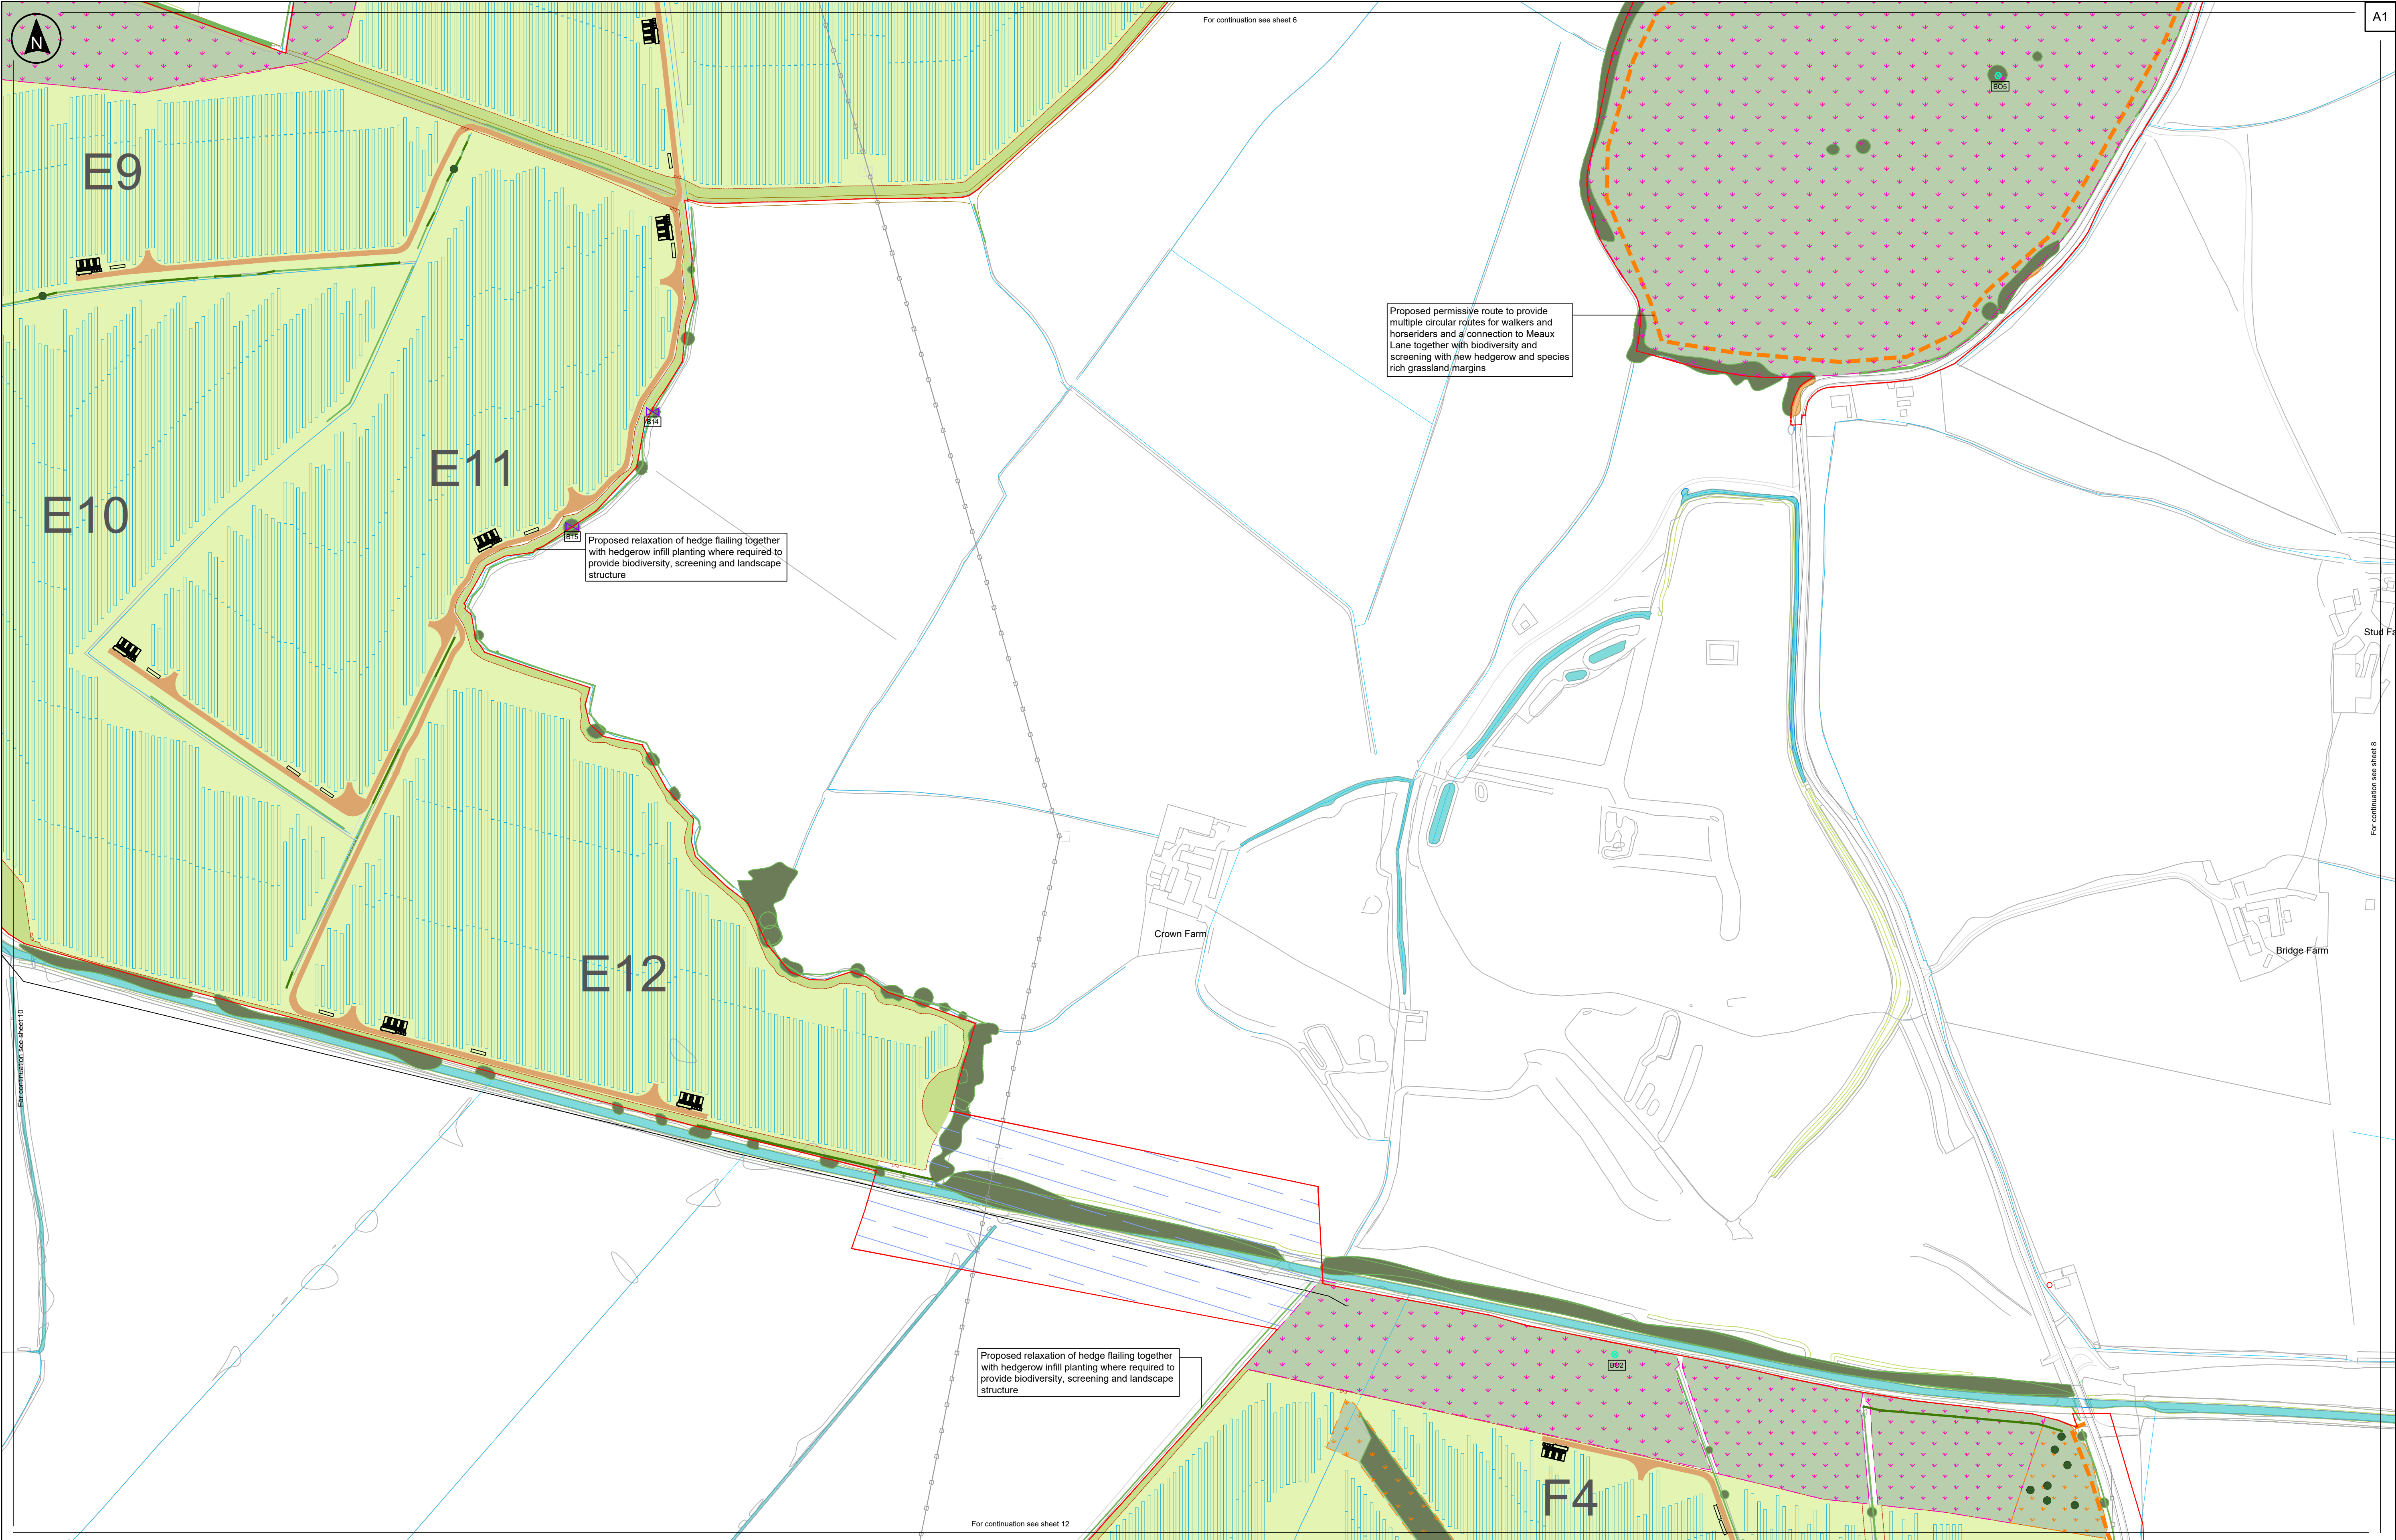 For continuation see sheet 6
A1
N
BO5
E9
Proposed permissive route to provide
multiple circular routes for walkers and
horseriders and a connection to Meaux
Lane together with biodiversity and
screening with new hedgerow and species
rich grassland margins
B14
E11
E10
B15
Proposed relaxation of hedge flailing together
with hedgerow infill planting where required to
provide biodiversity, screening and landscape
structure
Stud Fa
For continuation see sheet 8
Crown Farm
Bridge Farm
E12
For continuation see sheet 10
Proposed relaxation of hedge flailing together
with hedgerow infill planting where required to
provide biodiversity, screening and landscape
structure
F4
For continuation see sheet 12